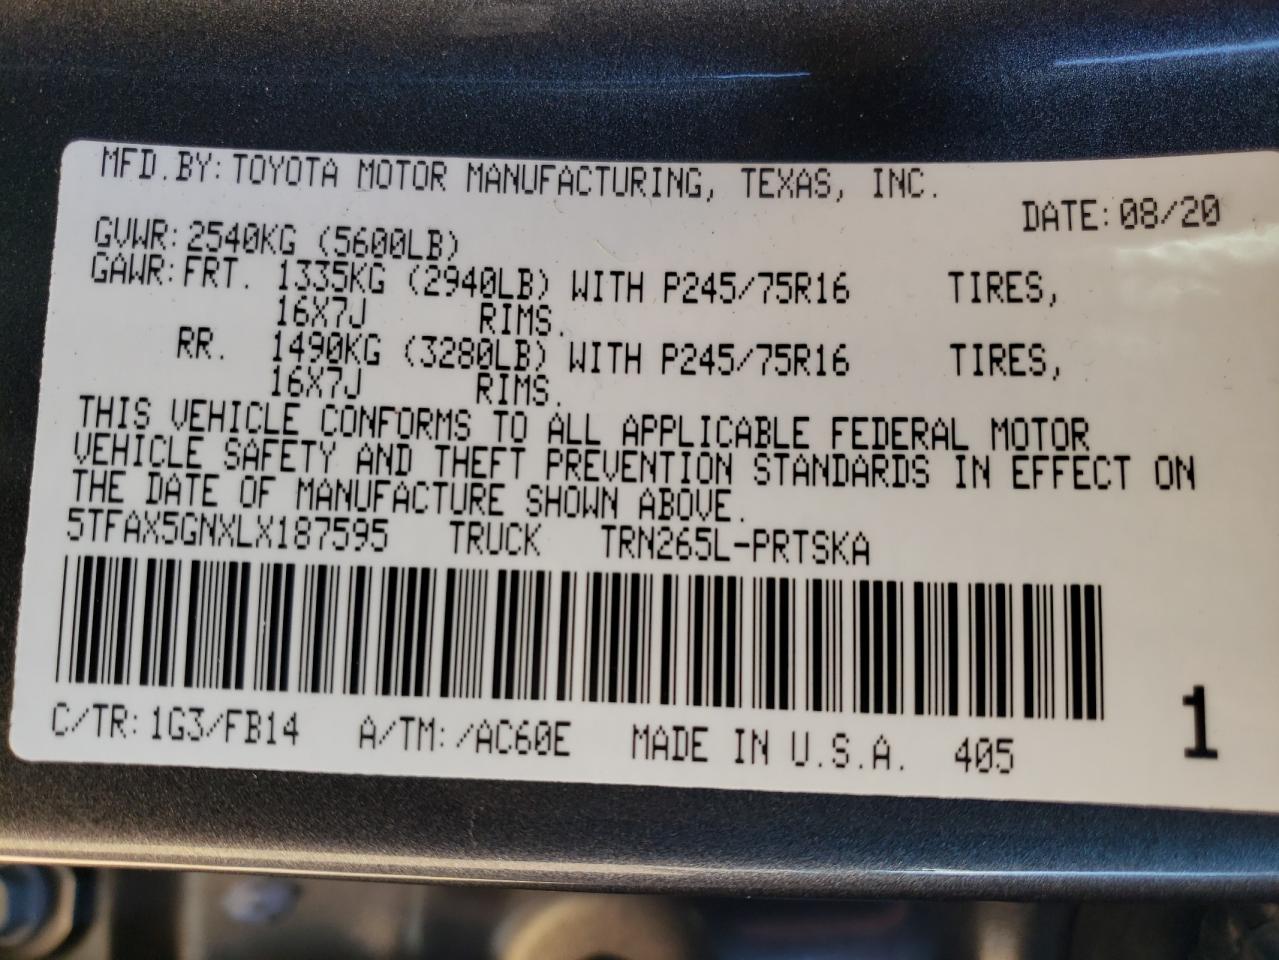 MFD.BY: TOYOTA MOTOR MANUFACTURING, TEXAS, INC.
DATE: 08/20
GVWR: 2540KG (5600LB)
GAWR: FRT. 1335KG (2940LB) WITH P245/75R16 TIRES,
16X7J RIMS.
RR. 1490KG (3280LB) WITH P245/75R16 TIRES,
16X7J RIMS.
THIS VEHICLE CONFORMS TO ALL APPLICABLE FEDERAL MOTOR
VEHICLE SAFETY AND THEFT PREVENTION STANDARDS IN EFFECT ON
THE DATE OF MANUFACTURE SHOWN ABOVE.
5TFAX5GNXLX187595 TRUCK TRN265L-PRTSKA
C/TR: 1G3/FB14 A/TM: /AC60E MADE IN U.S.A. 405
1